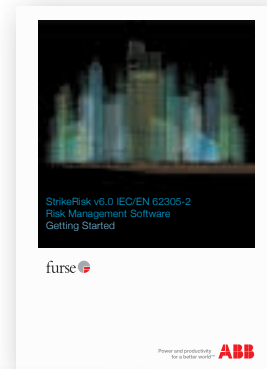 StrikeRisk v6.0 IEC/EN 62305-2
Risk Management Software
Getting Started
furse
Power and productivity
for a better world™
ABB